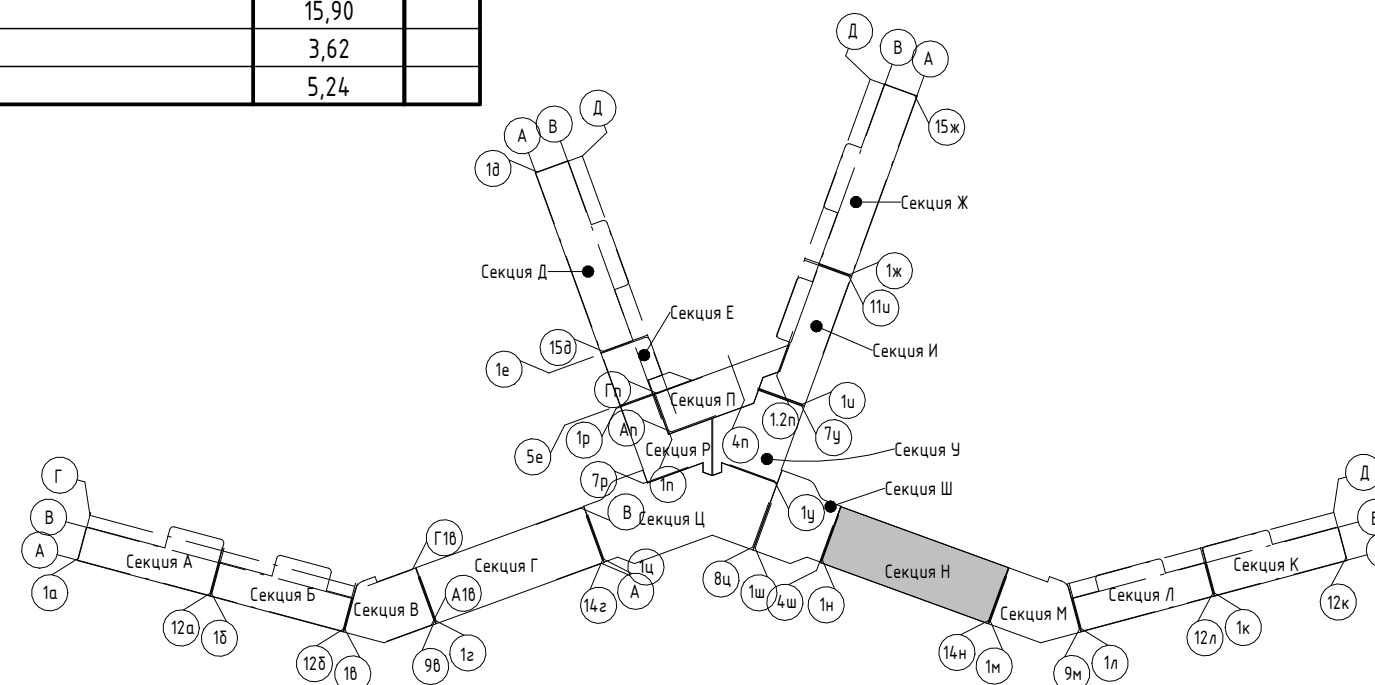 15,90
3,62
5,24
Д
В
А
15ж
А
В
Д
1д
Секция Ж
Секция Д
1ж
11и
Секция Е
15д
1е
Секция И
Гп
Секция П
1и
1.2п
Ап
1р
4п
7у
5е
Секция Р
Секция У
7р
1п
Г
Секция Ш
Д
В
В
Секция Ц
1у
А
Г1в
Секция А
Секция Г
1ц
8ц
Секция Н
Секция К
1а
Секция Б
Секция В
А1в
А
1ш
4ш
1н
Секция М
Секция Л
14г
12к
12а
1б
12б
1в
9в
1г
14н
1м
9м
1л
12л
1к